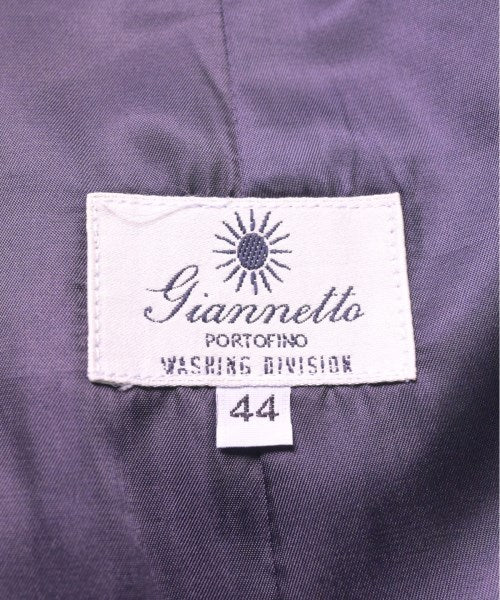 Giannetto
PORTOFINO
WASHING DIVISION
44